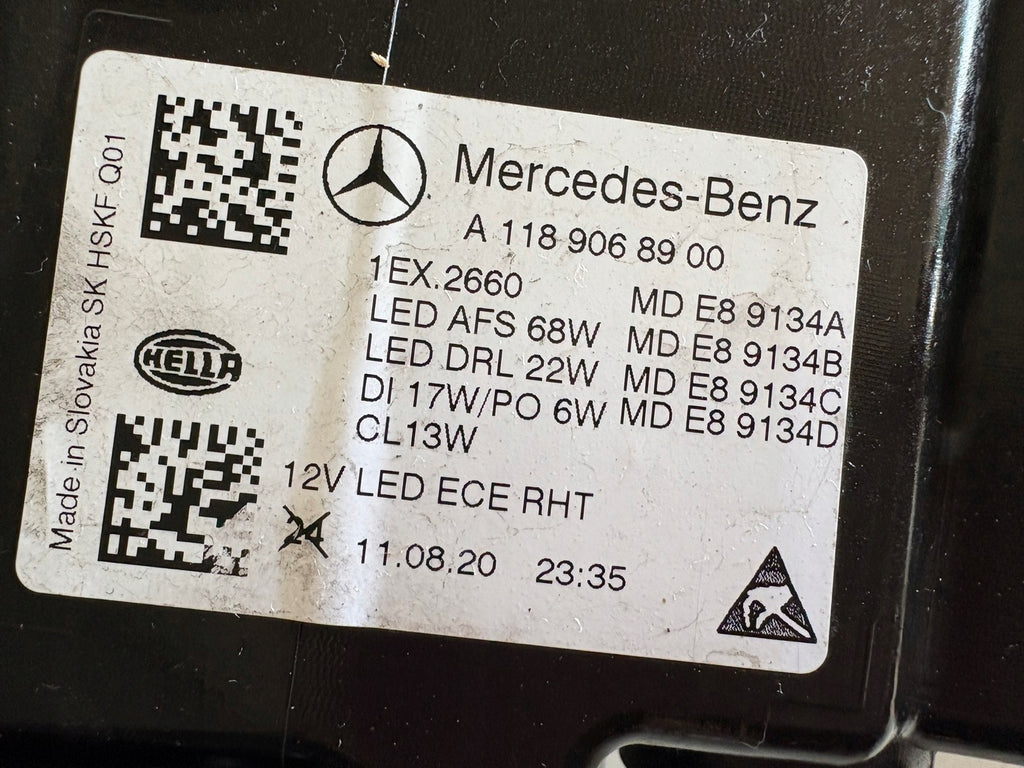 Mercedes-Benz
A 118 906 89 00
1EX.2660 MD E8 9134A
LED AFS 68W MD E8 9134B
LED DRL 22W MD E8 9134C
DI 17W/PO 6W MD E8 9134D
CL13W
12V LED ECE RHT
24 11.08.20 23:35
HELLA
Made in Slovakia SK HSKF Q01